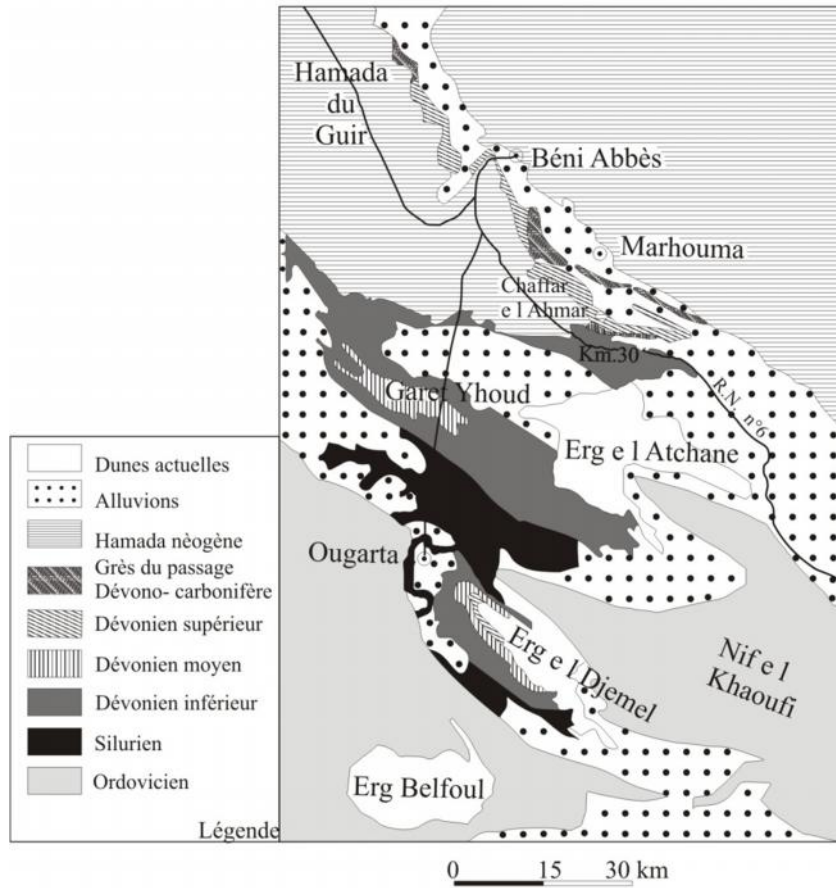 Hamada
du
Guir
Béni Abbès
Marhouma
Chaffar
e l Ahmar
Km.30
Garet Yhoud
R.N. n°6
Erg e l Atchane
Ougarta
Erg e l Djemel
Nif e l
Khaoufi
Erg Belfoul
Dunes actuelles
Alluvions
Hamada nèogène
Grès du passage
Dévono- carbonifère
Dévonien supérieur
Dévonien moyen
Dévonien inférieur
Silurien
Ordovicien
Légende
0 15 30 km